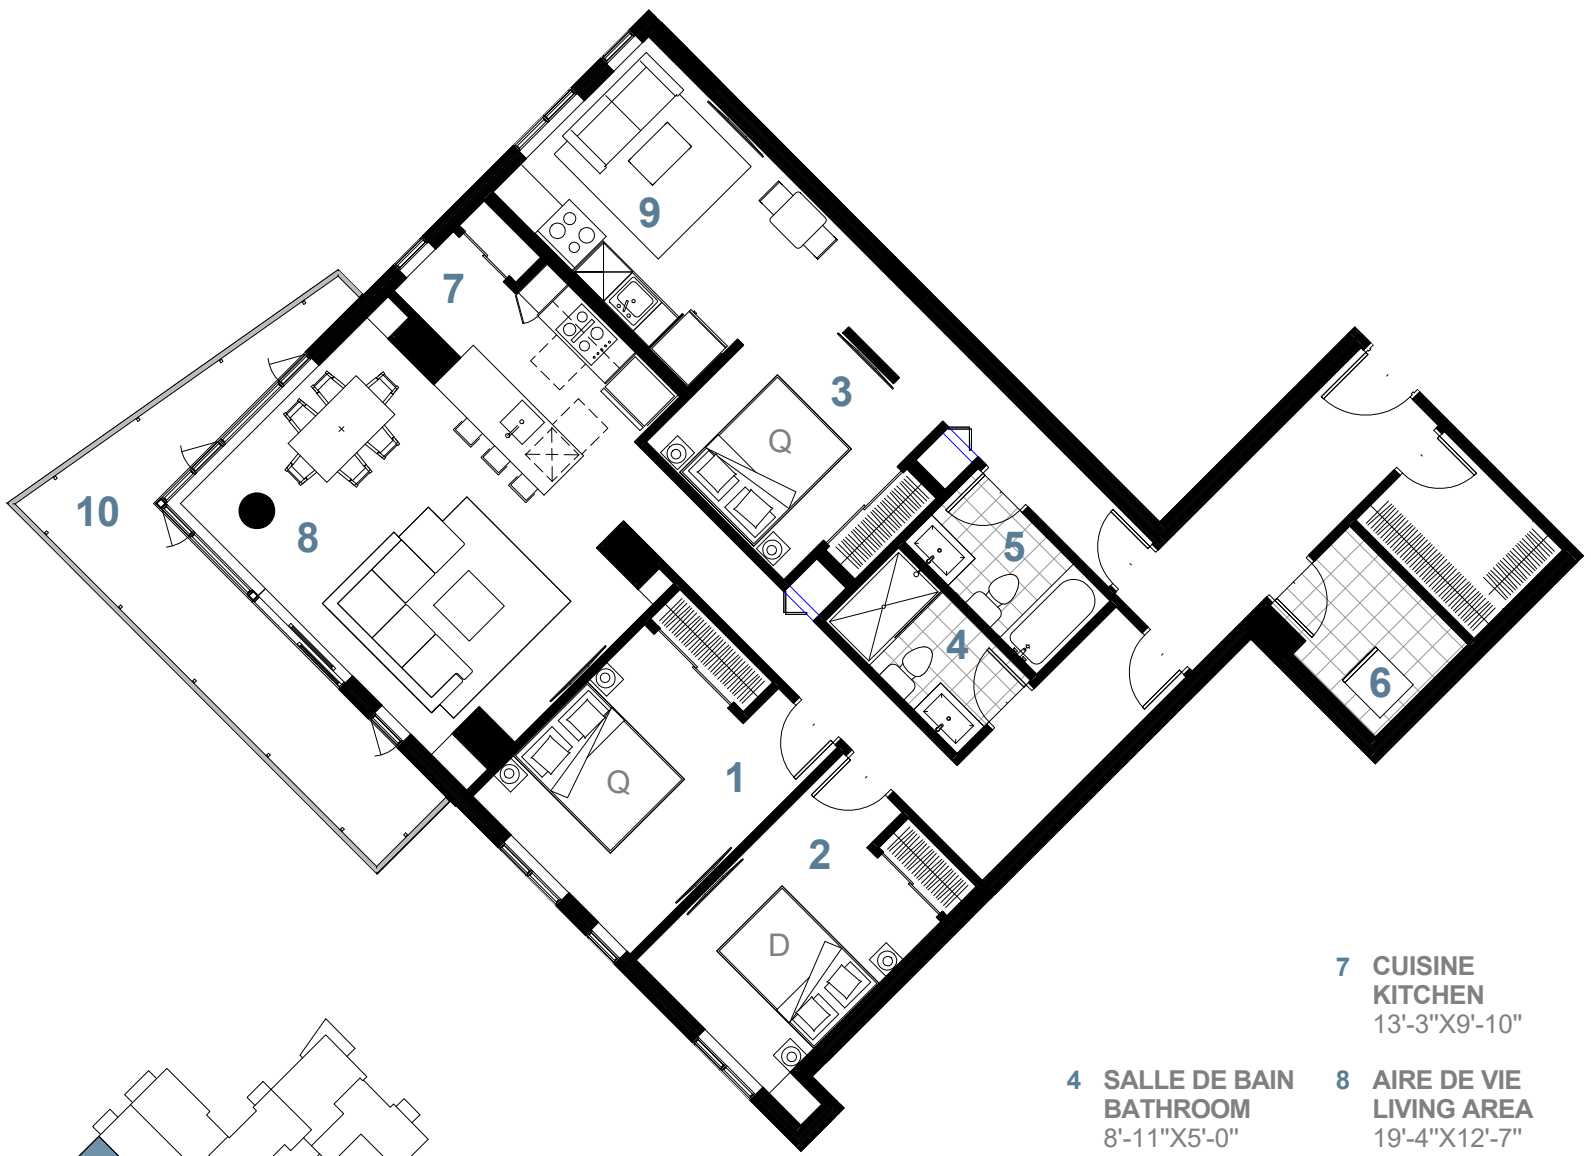 9
7
3
Q
10
8
5
4
6
1
Q
2
D
7 CUISINE
KITCHEN
13'-3"X9'-10"
4 SALLE DE BAIN
BATHROOM
8'-11"X5'-0"
8 AIRE DE VIE
LIVING AREA
19'-4"X12'-7"